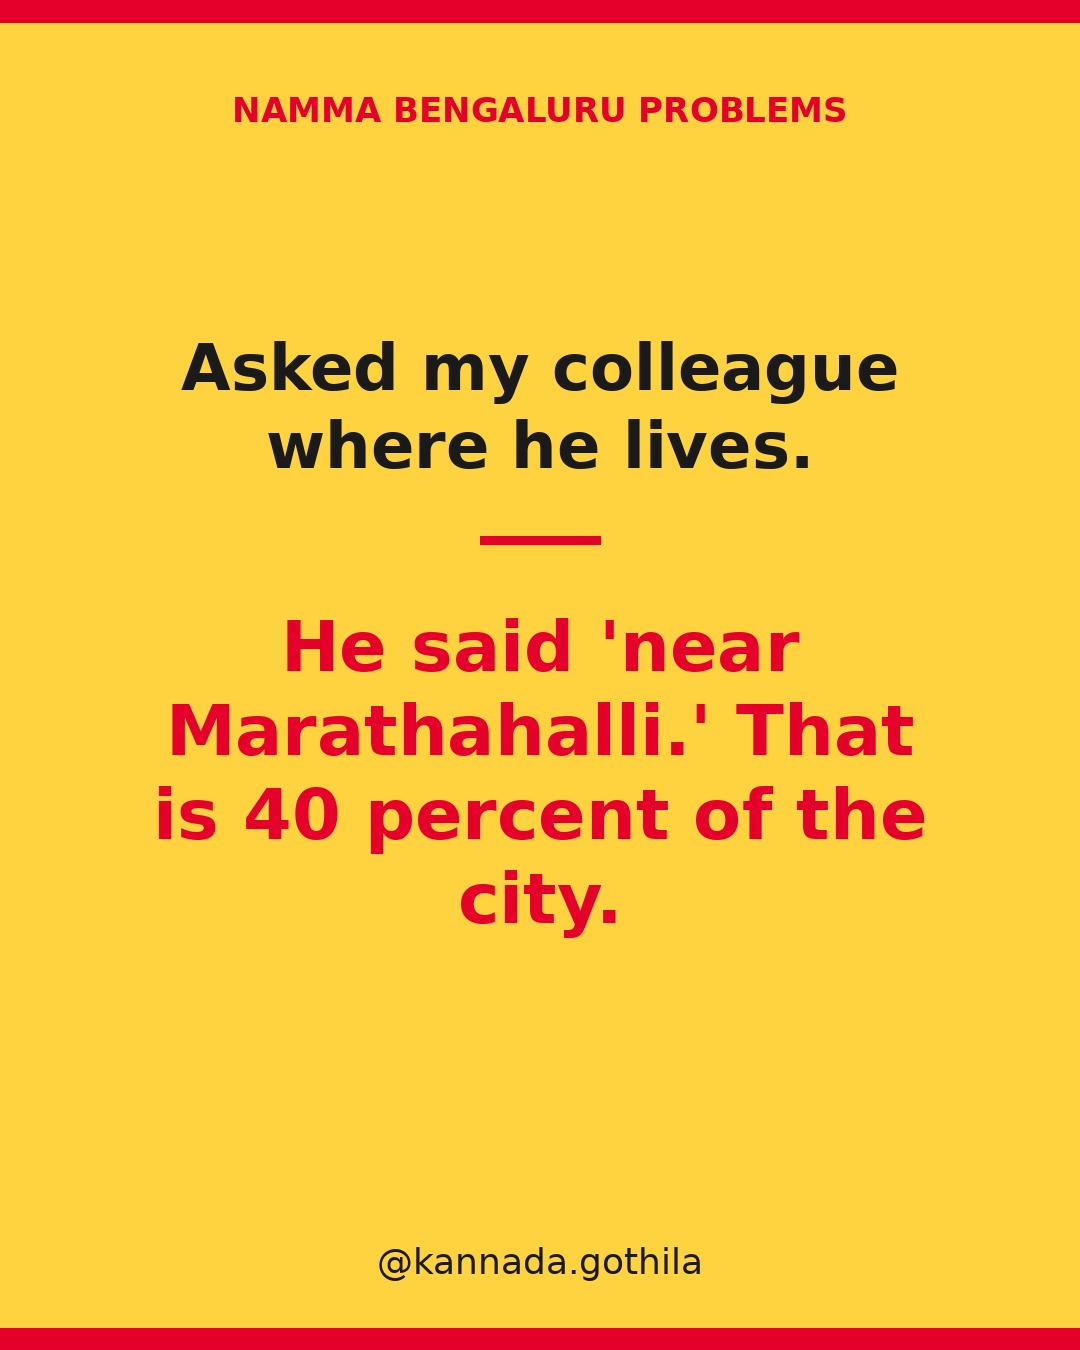 NAMMA BENGALURU PROBLEMS
Asked my colleague
where he lives.
He said 'near
Marathahalli.' That
is 40 percent of the
city.
@kannada.gothila